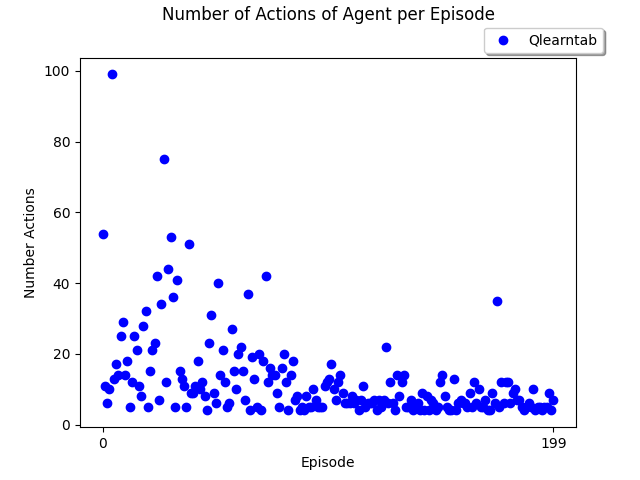 Number of Actions of Agent per Episode
Qlearntab
100
80
60
40
20
0
Number Actions
0 199
Episode